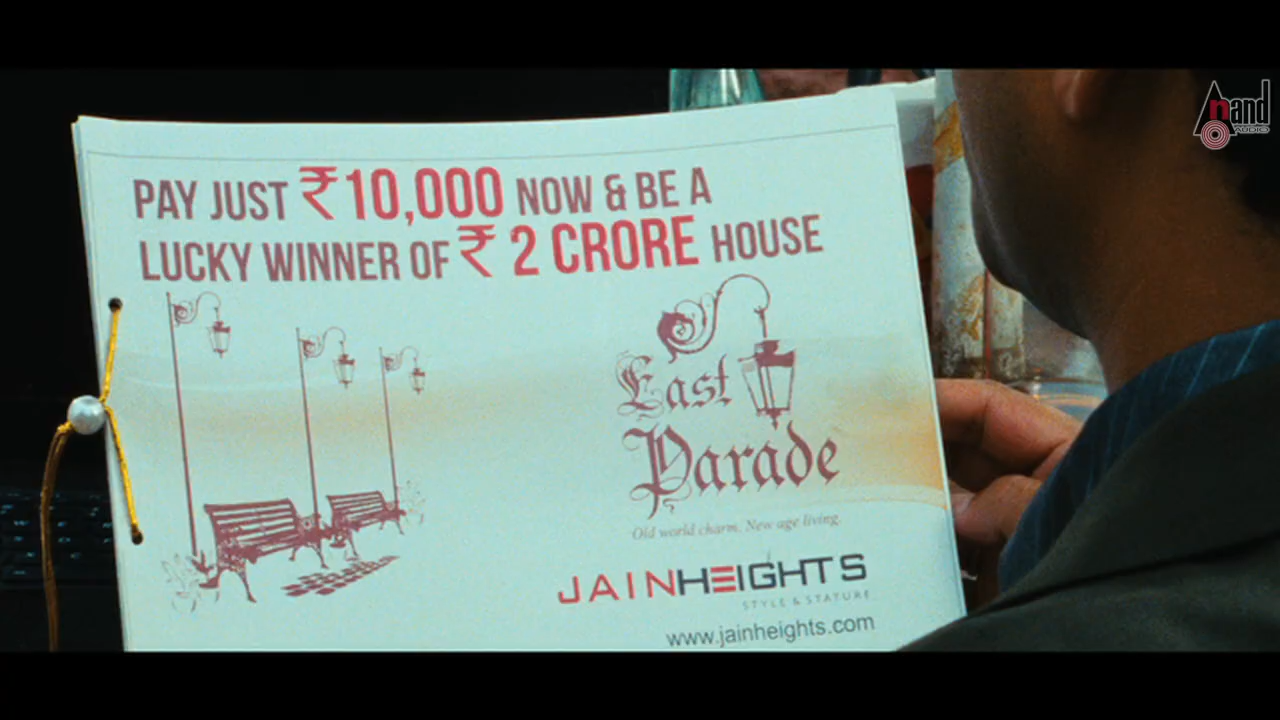 Anand
AUDIO
PAY JUST ₹10,000 NOW & BE A
LUCKY WINNER OF ₹ 2 CRORE HOUSE
East
Parade
Old world charm. New age living.
JAINHEIGHTS
STYLE & STATURE
www.jainheights.com